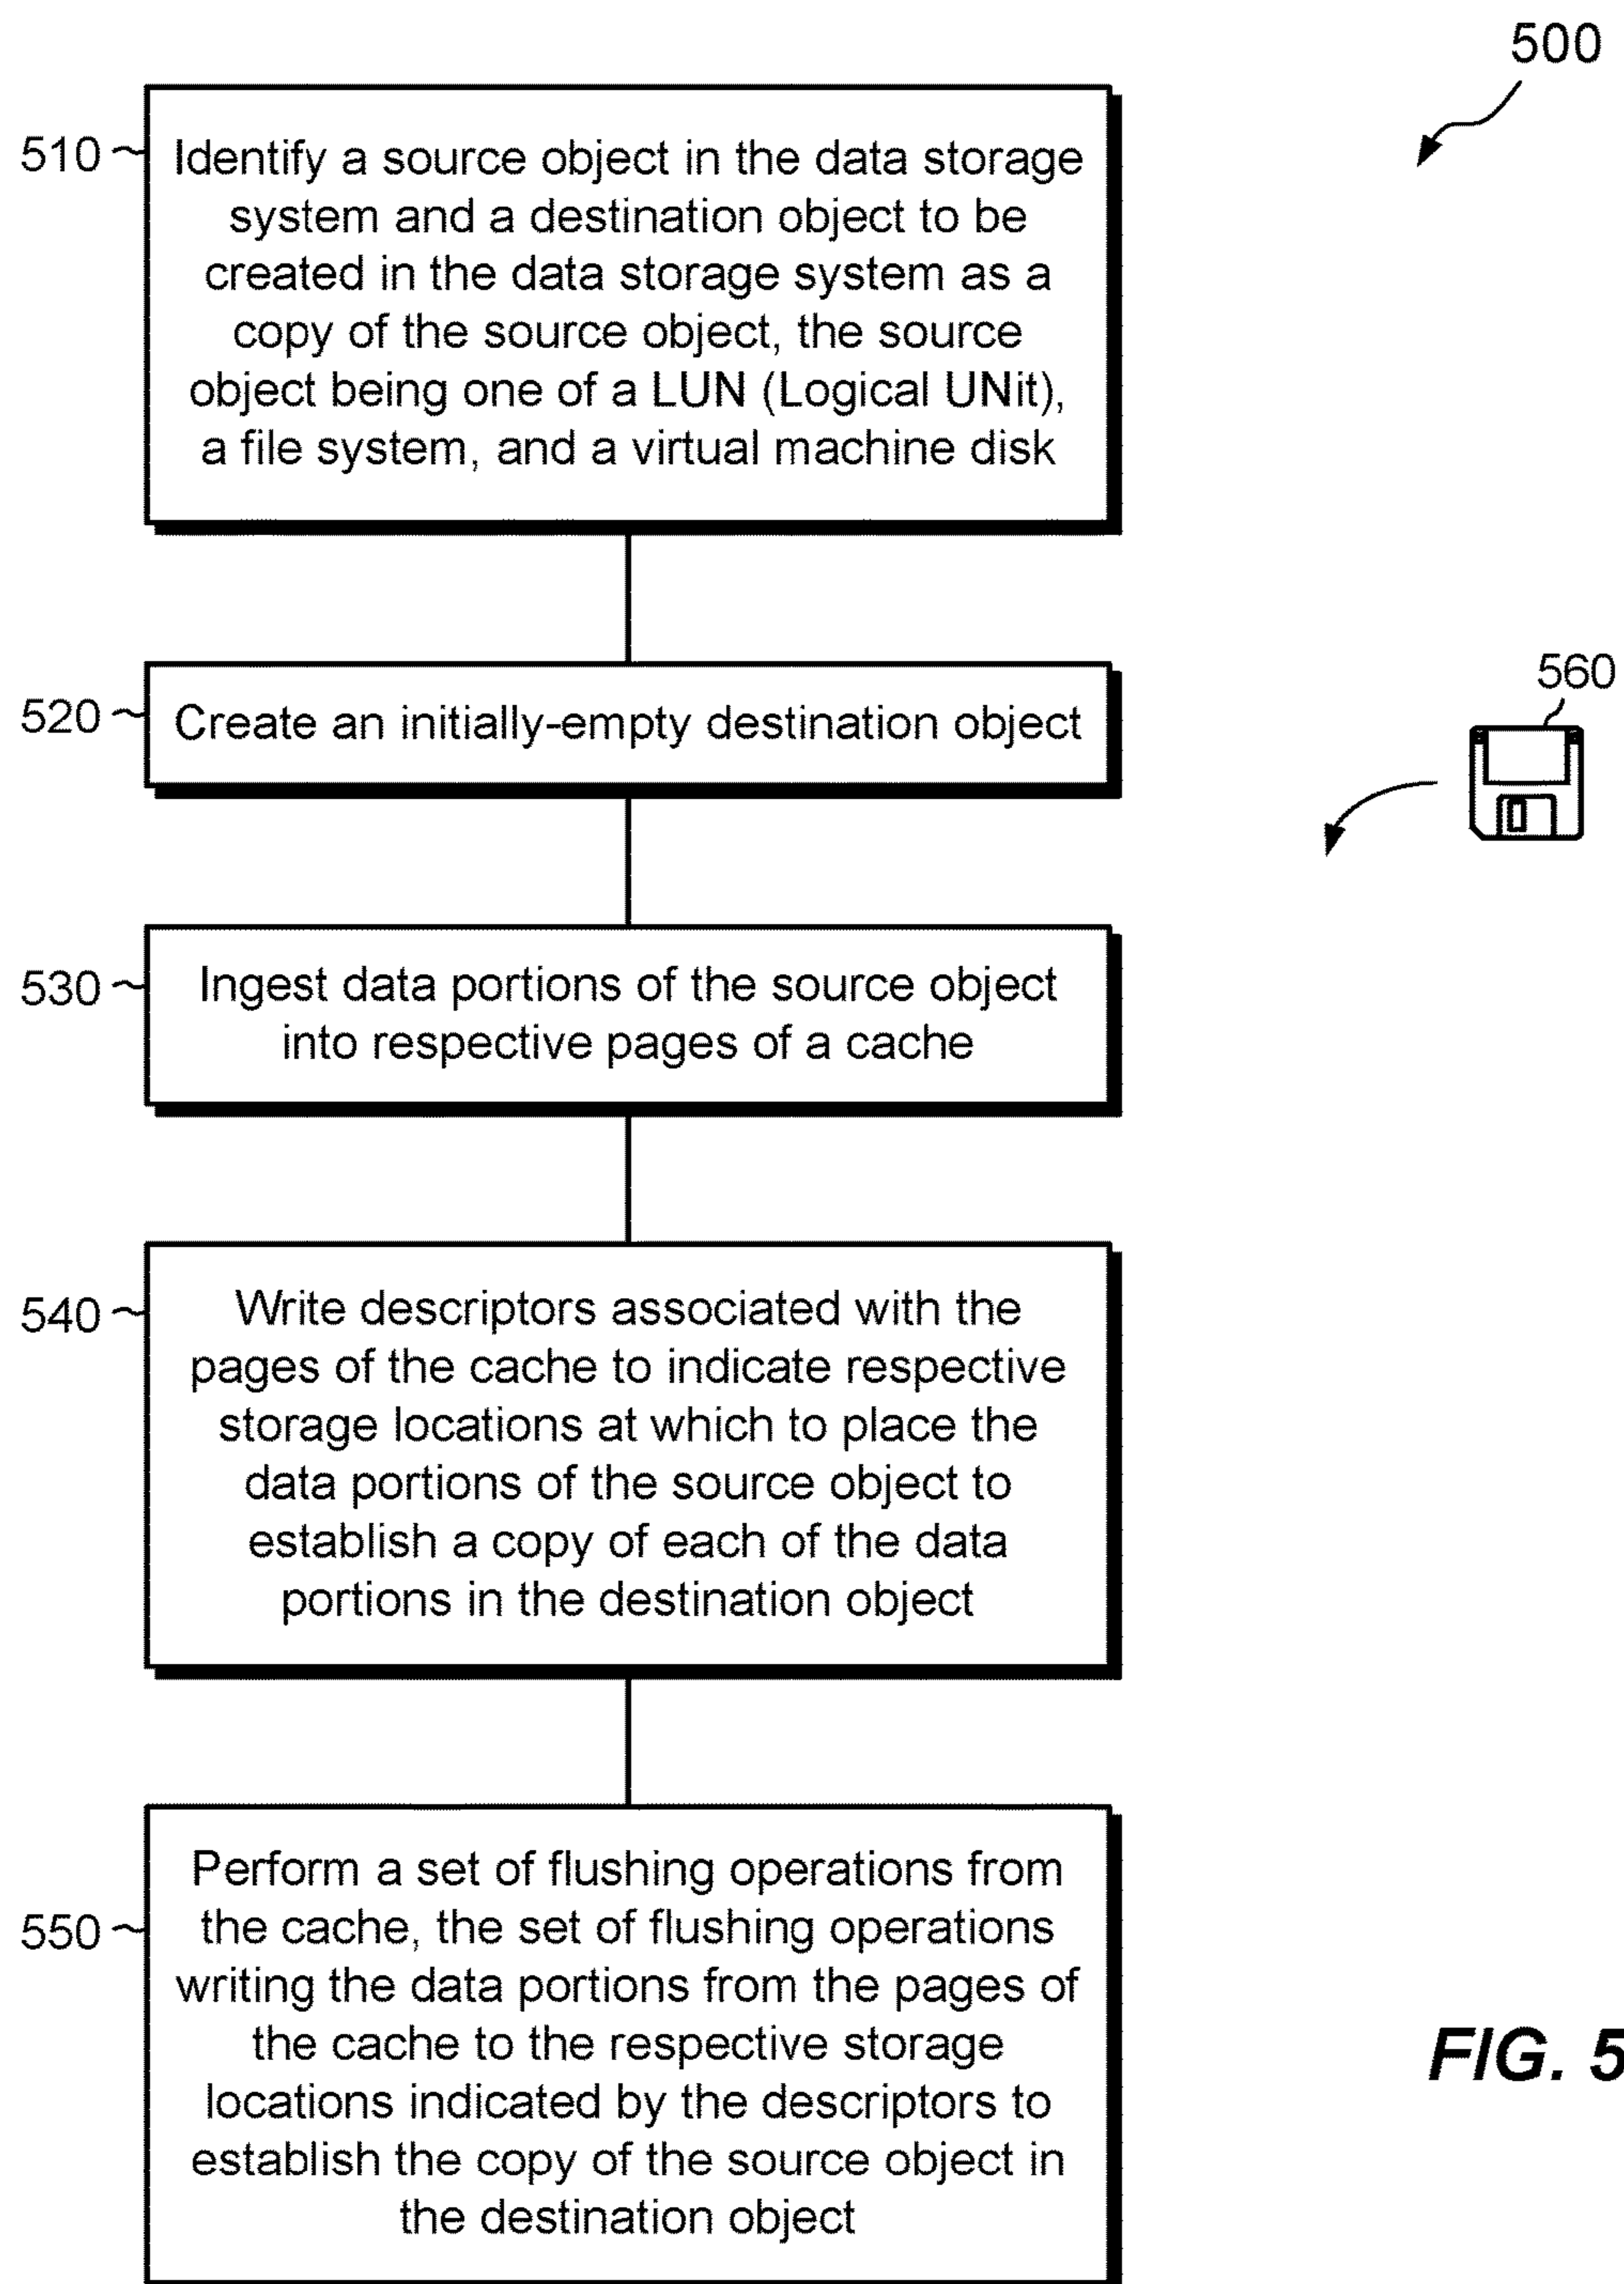 500
510
Identify a source object in the data storage
system and a destination object to be
created in the data storage system as a
copy of the source object, the source
object being one of a LUN (Logical UNit),
a file system, and a virtual machine disk
520
Create an initially-empty destination object
560
530
Ingest data portions of the source object
into respective pages of a cache
540
Write descriptors associated with the
pages of the cache to indicate respective
storage locations at which to place the
data portions of the source object to
establish a copy of each of the data
portions in the destination object
550
Perform a set of flushing operations from
the cache, the set of flushing operations
writing the data portions from the pages of
the cache to the respective storage
locations indicated by the descriptors to
establish the copy of the source object in
the destination object
FIG. 5